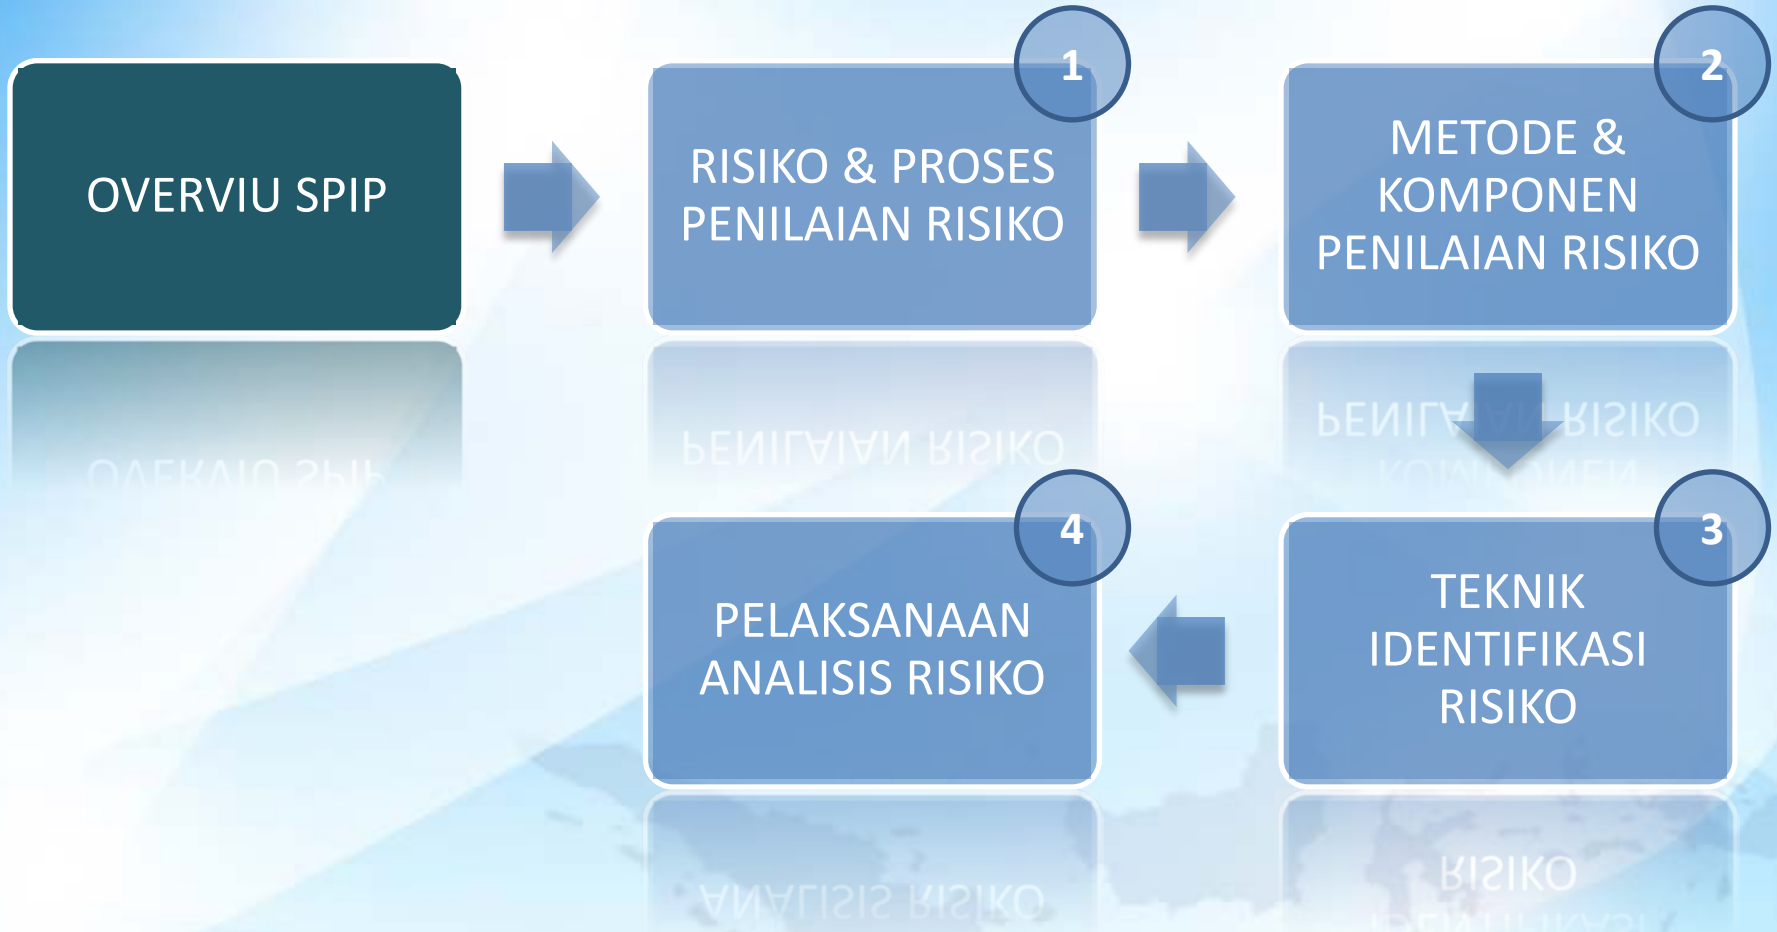 OVERVIU SPIP
1
RISIKO & PROSES
PENILAIAN RISIKO
2
METODE &
KOMPONEN
PENILAIAN RISIKO
3
TEKNIK
IDENTIFIKASI
RISIKO
4
PELAKSANAAN
ANALISIS RISIKO